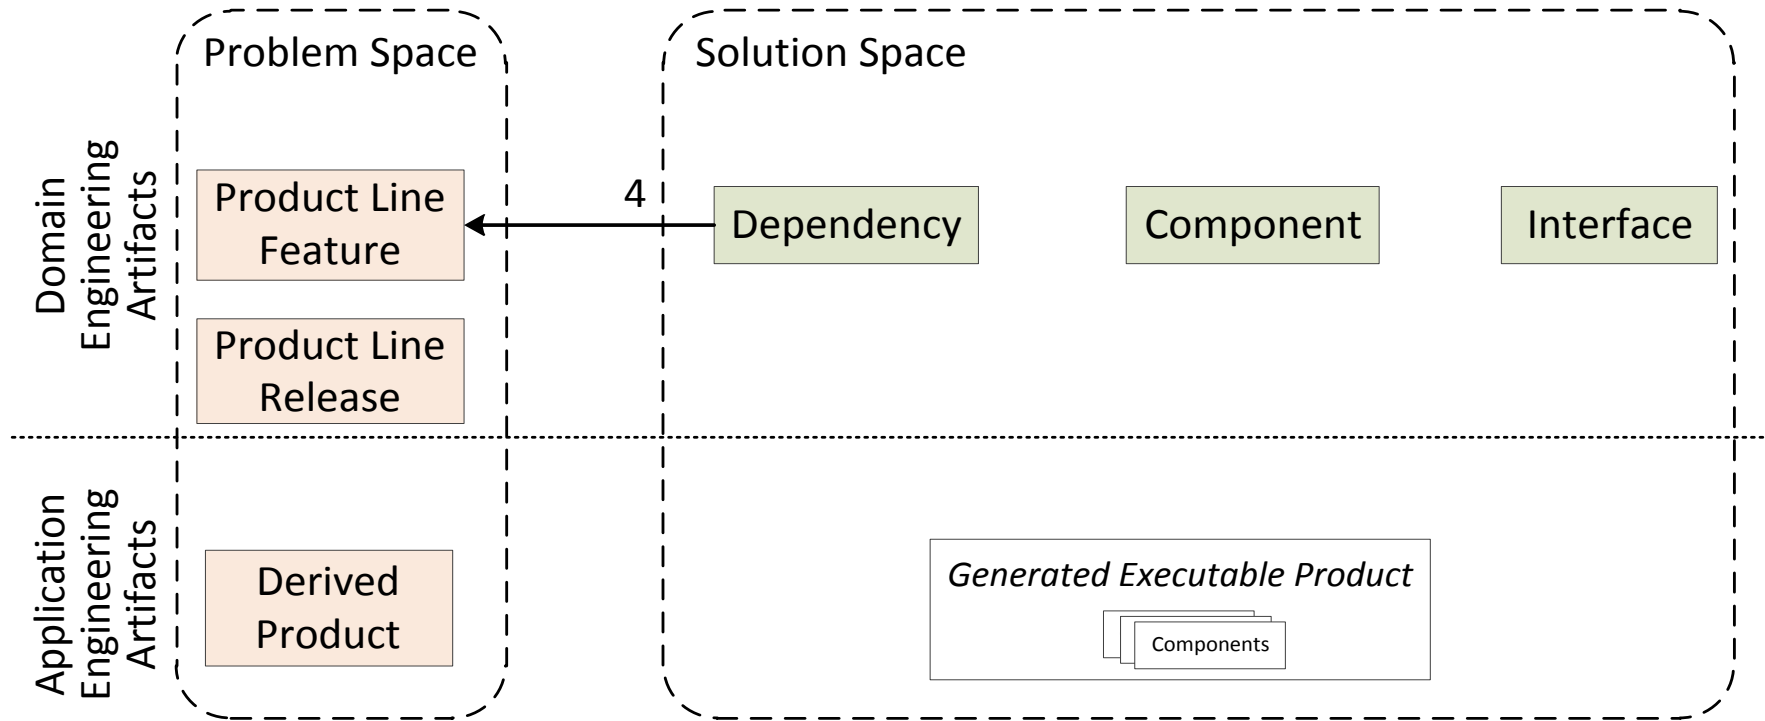 Problem Space
Solution Space
Domain
Engineering
Artifacts
Product Line
Feature
4
Dependency
Component
Interface
Product Line
Release
Application
Engineering
Artifacts
Derived
Product
Generated Executable Product
Components